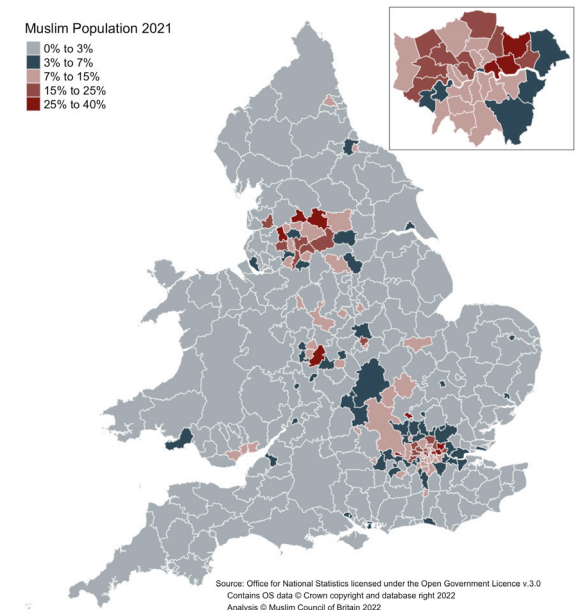 Muslim Population 2021
0% to 3%
3% to 7%
7% to 15%
15% to 25%
25% to 40%
Source: Office for National Statistics licensed under the Open Government Licence v.3.0
Contains OS data © Crown copyright and database right 2022
Analysis © Muslim Council of Britain 2022